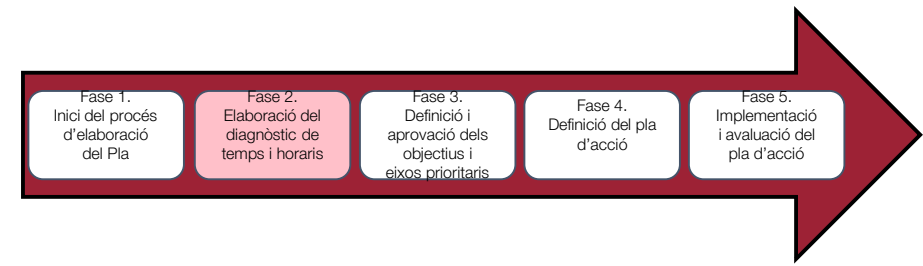 Fase 1.
Inici del procés
d'elaboració
del Pla
Fase 2.
Elaboració del
diagnòstic de
temps i horaris
Fase 3.
Definició i
aprovació dels
objectius i
eixos prioritaris
Fase 4.
Definició del pla
d'acció
Fase 5.
Implementació
i avaluació del
pla d'acció